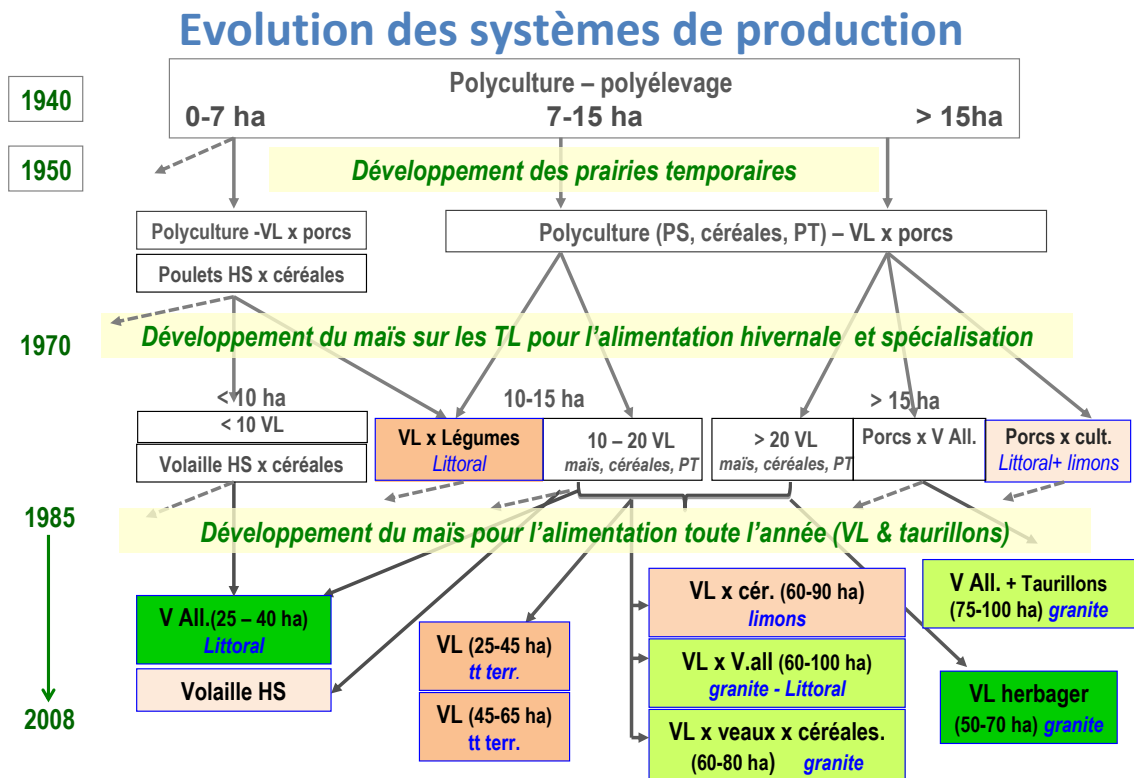 Evolution des systèmes de production
1940
Polyculture – polyélevage
0-7 ha 7-15 ha > 15ha
1950
Développement des prairies temporaires
Polyculture -VL x porcs
Poulets HS x céréales
Polyculture (PS, céréales, PT) – VL x porcs
1970
Développement du maïs sur les TL pour l'alimentation hivernale et spécialisation
< 10 ha
10-15 ha
> 15 ha
< 10 VL
Volaille HS x céréales
VL x Légumes
Littoral
10 – 20 VL
maïs, céréales, PT
> 20 VL
maïs, céréales, PT
Porcs x V All.
Porcs x cult.
Littoral+ limons
1985
Développement du maïs pour l'alimentation toute l'année (VL & taurillons)
V All.(25 – 40 ha)
Littoral
Volaille HS
VL (25-45 ha)
tt terr.
VL (45-65 ha)
tt terr.
VL x cér. (60-90 ha)
limons
VL x V.all (60-100 ha)
granite - Littoral
VL x veaux x céréales.
(60-80 ha) granite
V All. + Taurillons
(75-100 ha) granite
VL herbager
(50-70 ha) granite
2008